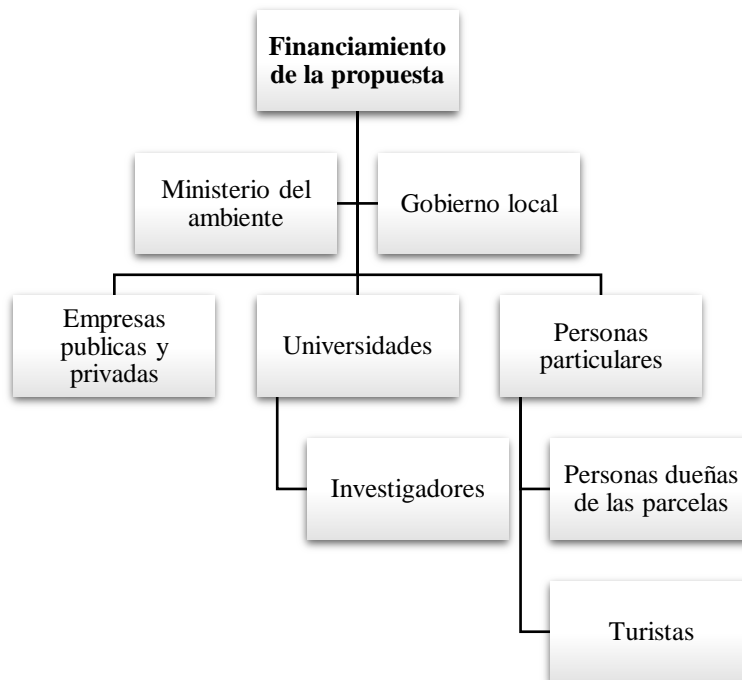 Financiamiento
de la propuesta
Ministerio del
ambiente
Gobierno local
Empresas
publicas y
privadas
Universidades
Personas
particulares
Investigadores
Personas dueñas
de las parcelas
Turistas